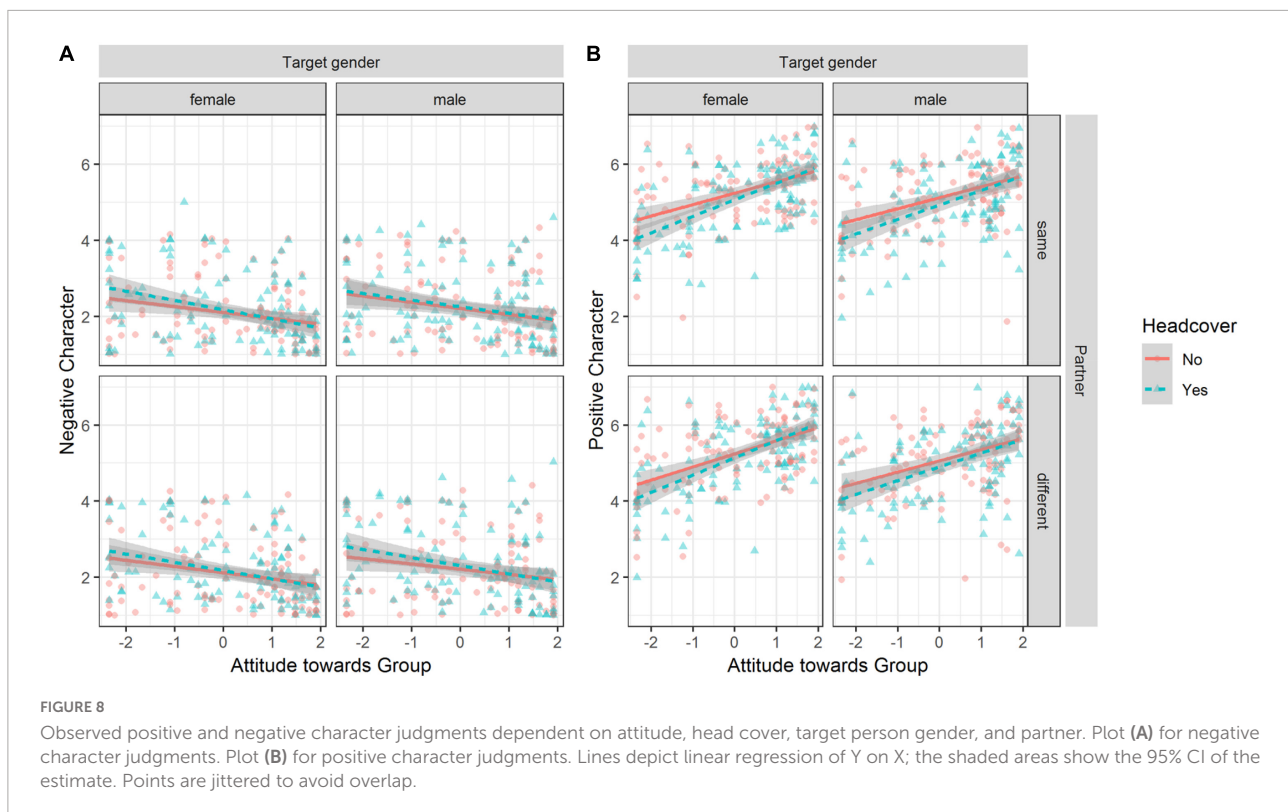 A
Target gender
female
male
Negative Character
6
4
2
6
4
2
-2
-1
0
1
2
-2
-1
0
1
2
Attitude towards Group
B
Target gender
female
male
Positive Character
6
4
2
6
4
2
-2
-1
0
1
2
-2
-1
0
1
2
Attitude towards Group
same
different
Partner
Headcover
No
Yes
FIGURE 8
Observed positive and negative character judgments dependent on attitude, head cover, target person gender, and partner. Plot (A) for negative
character judgments. Plot (B) for positive character judgments. Lines depict linear regression of Y on X; the shaded areas show the 95% CI of the
estimate. Points are jittered to avoid overlap.